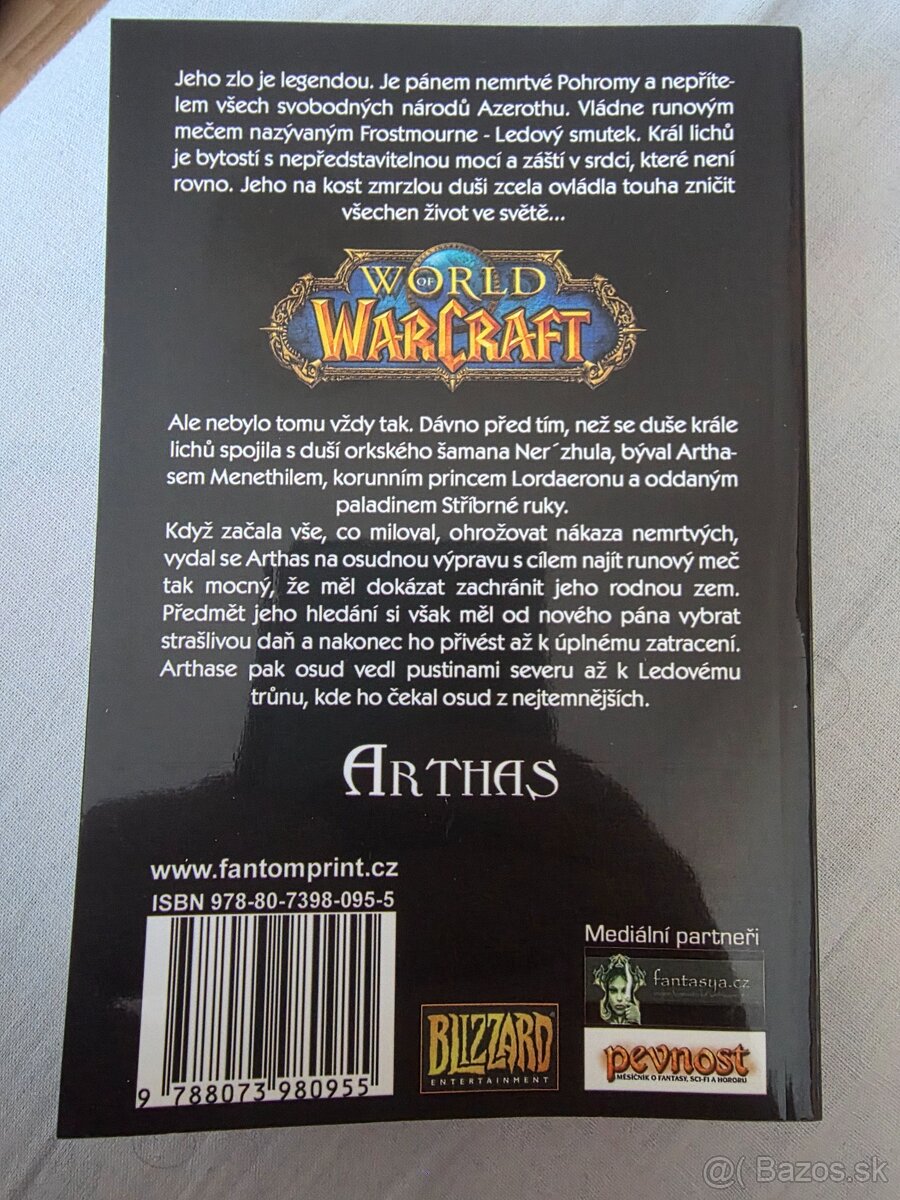 Jeho zlo je legendou. Je pánem nemrtvé Pohromy a nepříte-
lem všech svobodných národů Azerothu. Vládne runovým
mečem nazývaným Frostmourne - Ledový smutek. Král lichů
je bytostí s nepředstavitelnou mocí a záští v srdci, které není
rovno. Jeho na kost zmrzlou duši zcela ovládla touha zničit
všechen život ve světě...
WORLD OF
WARCRAFT
Ale nebylo tomu vždy tak. Dávno před tím, než se duše krále
lichů spojila s duší orkského šamana Ner´zhula, býval Artha-
sem Menethilem, korunním princem Lordaeronu a oddaným
paladinem Stříbrné ruky.
Když začala vše, co miloval, ohrožovat nákaza nemrtvých,
vydal se Arthas na osudnou výpravu s cílem najít runový meč
tak mocný, že měl dokázat zachránit jeho rodnou zem.
Předmět jeho hledání si však měl od nového pána vybrat
strašlivou daň a nakonec ho přivést až k úplnému zatracení.
Arthase pak osud vedl pustinami severu až k Ledovému
trůnu, kde ho čekal osud z nejtemnějších.
ARTHAS
www.fantomprint.cz
ISBN 978-80-7398-095-5
9 788073 980955
BLIZZARD
ENTERTAINMENT
Mediální partneři
fantasya.cz
pevnost
MĚSÍČNÍK O FANTASY, SCI-FI A HORORU
@( Bazos.sk